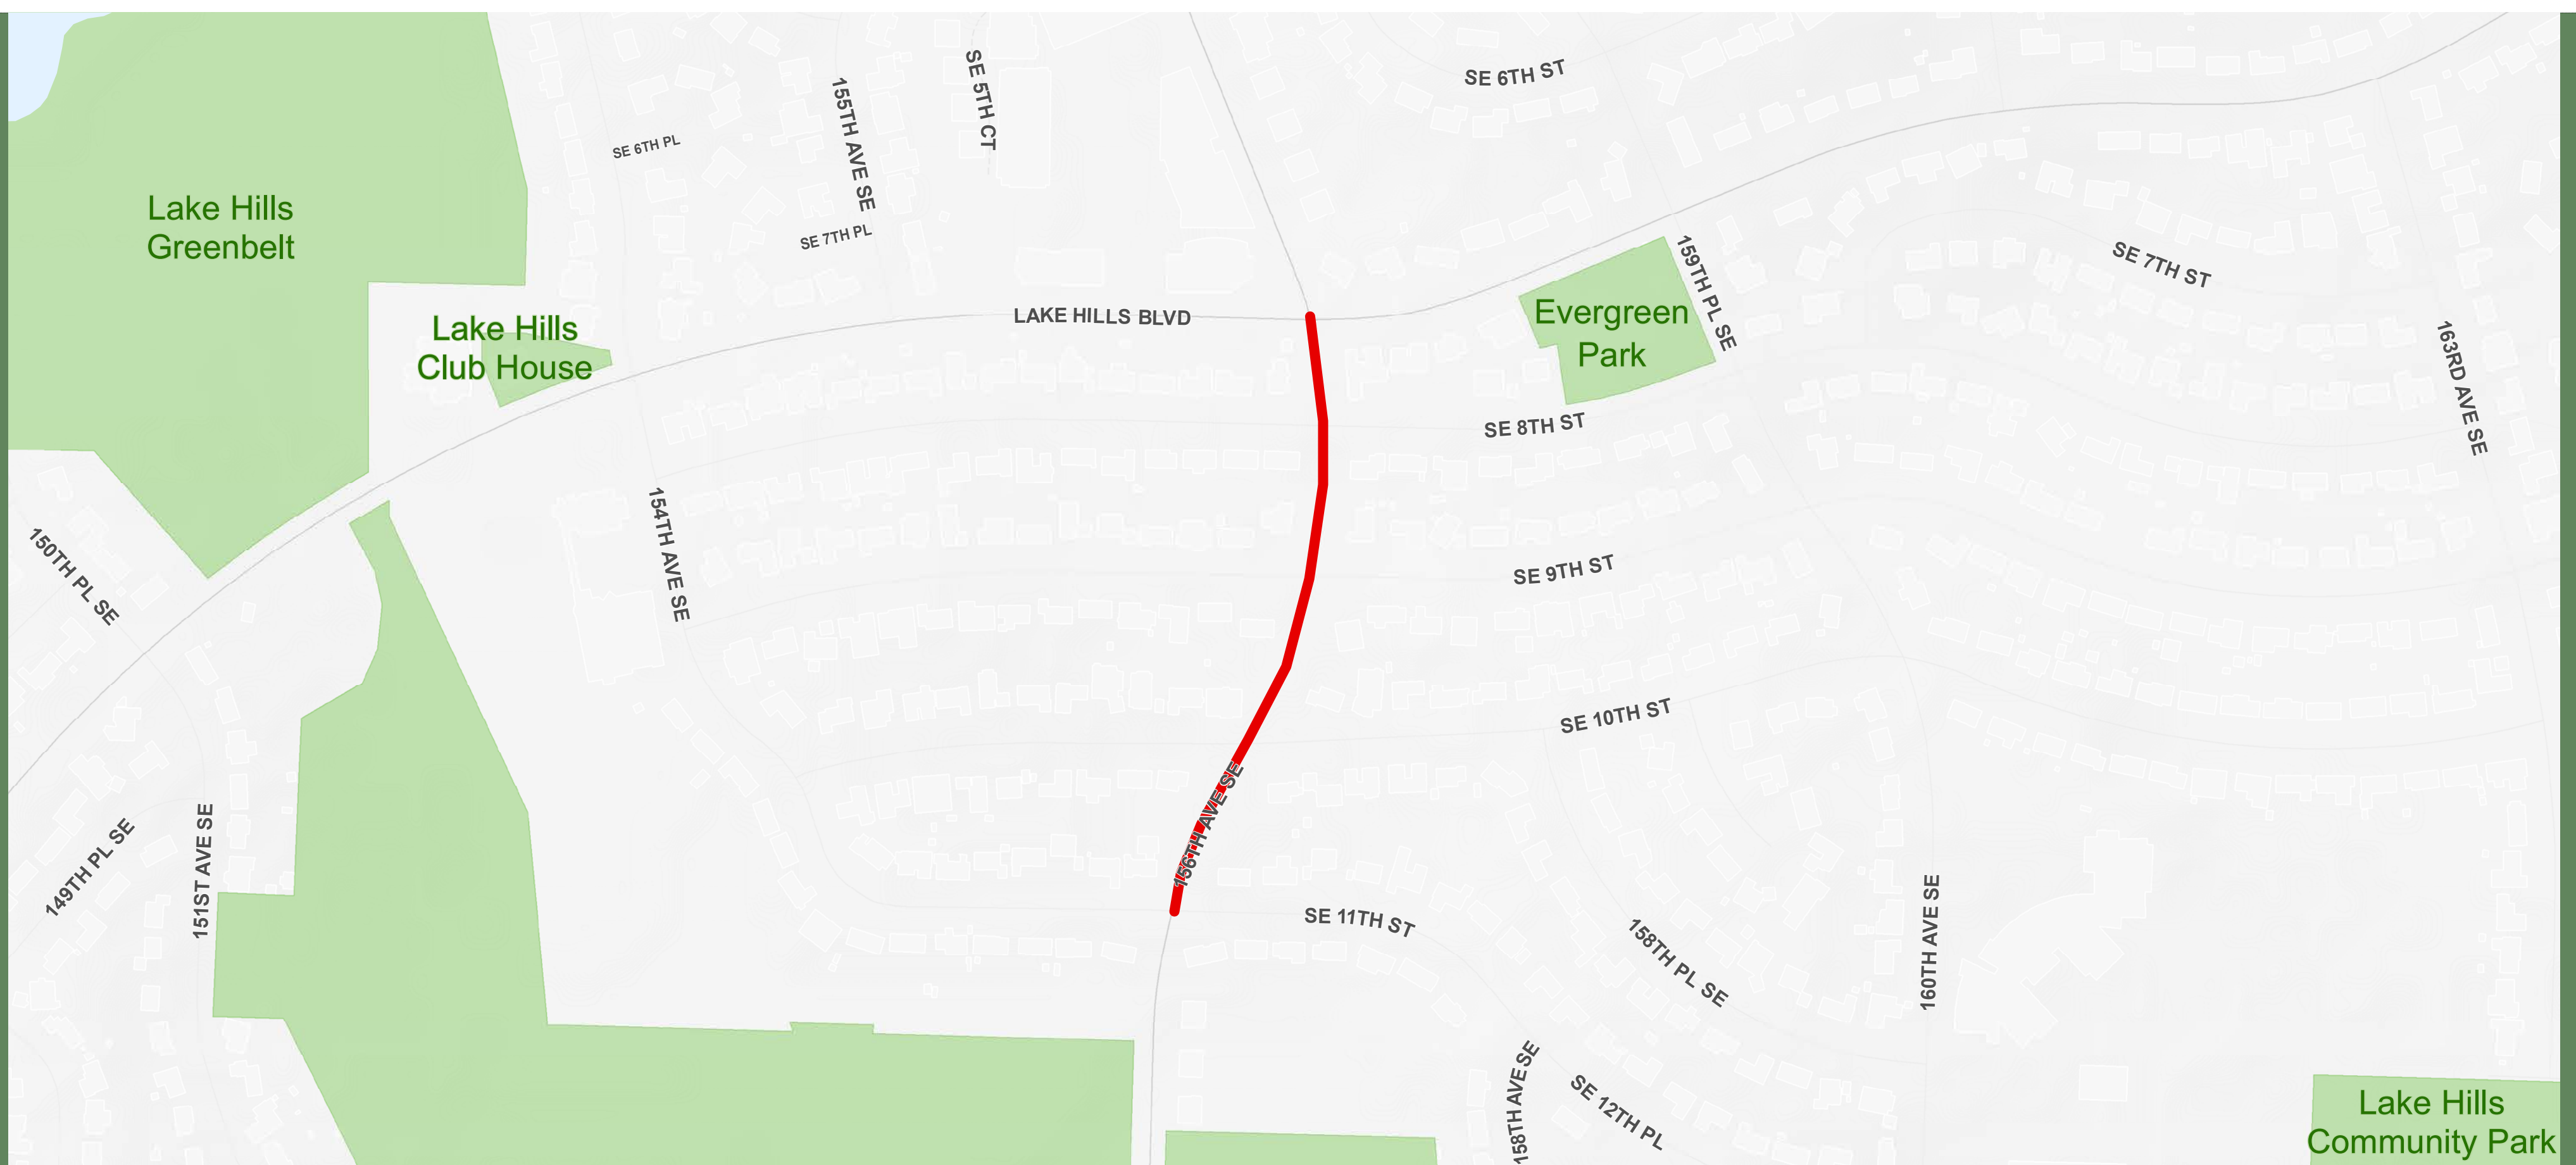 SE 5TH CT
SE 6TH ST
155TH AVE SE
SE 6TH PL
Lake Hills
Greenbelt
SE 7TH PL
159TH PL SE
SE 7TH ST
LAKE HILLS BLVD
Evergreen
Park
Lake Hills
Club House
163RD AVE SE
SE 8TH ST
154TH AVE SE
150TH PL SE
SE 9TH ST
SE 10TH ST
156TH AVE SE
149TH PL SE
151ST AVE SE
SE 11TH ST
160TH AVE SE
158TH PL SE
158TH AVE SE
SE 12TH PL
Lake Hills
Community Park